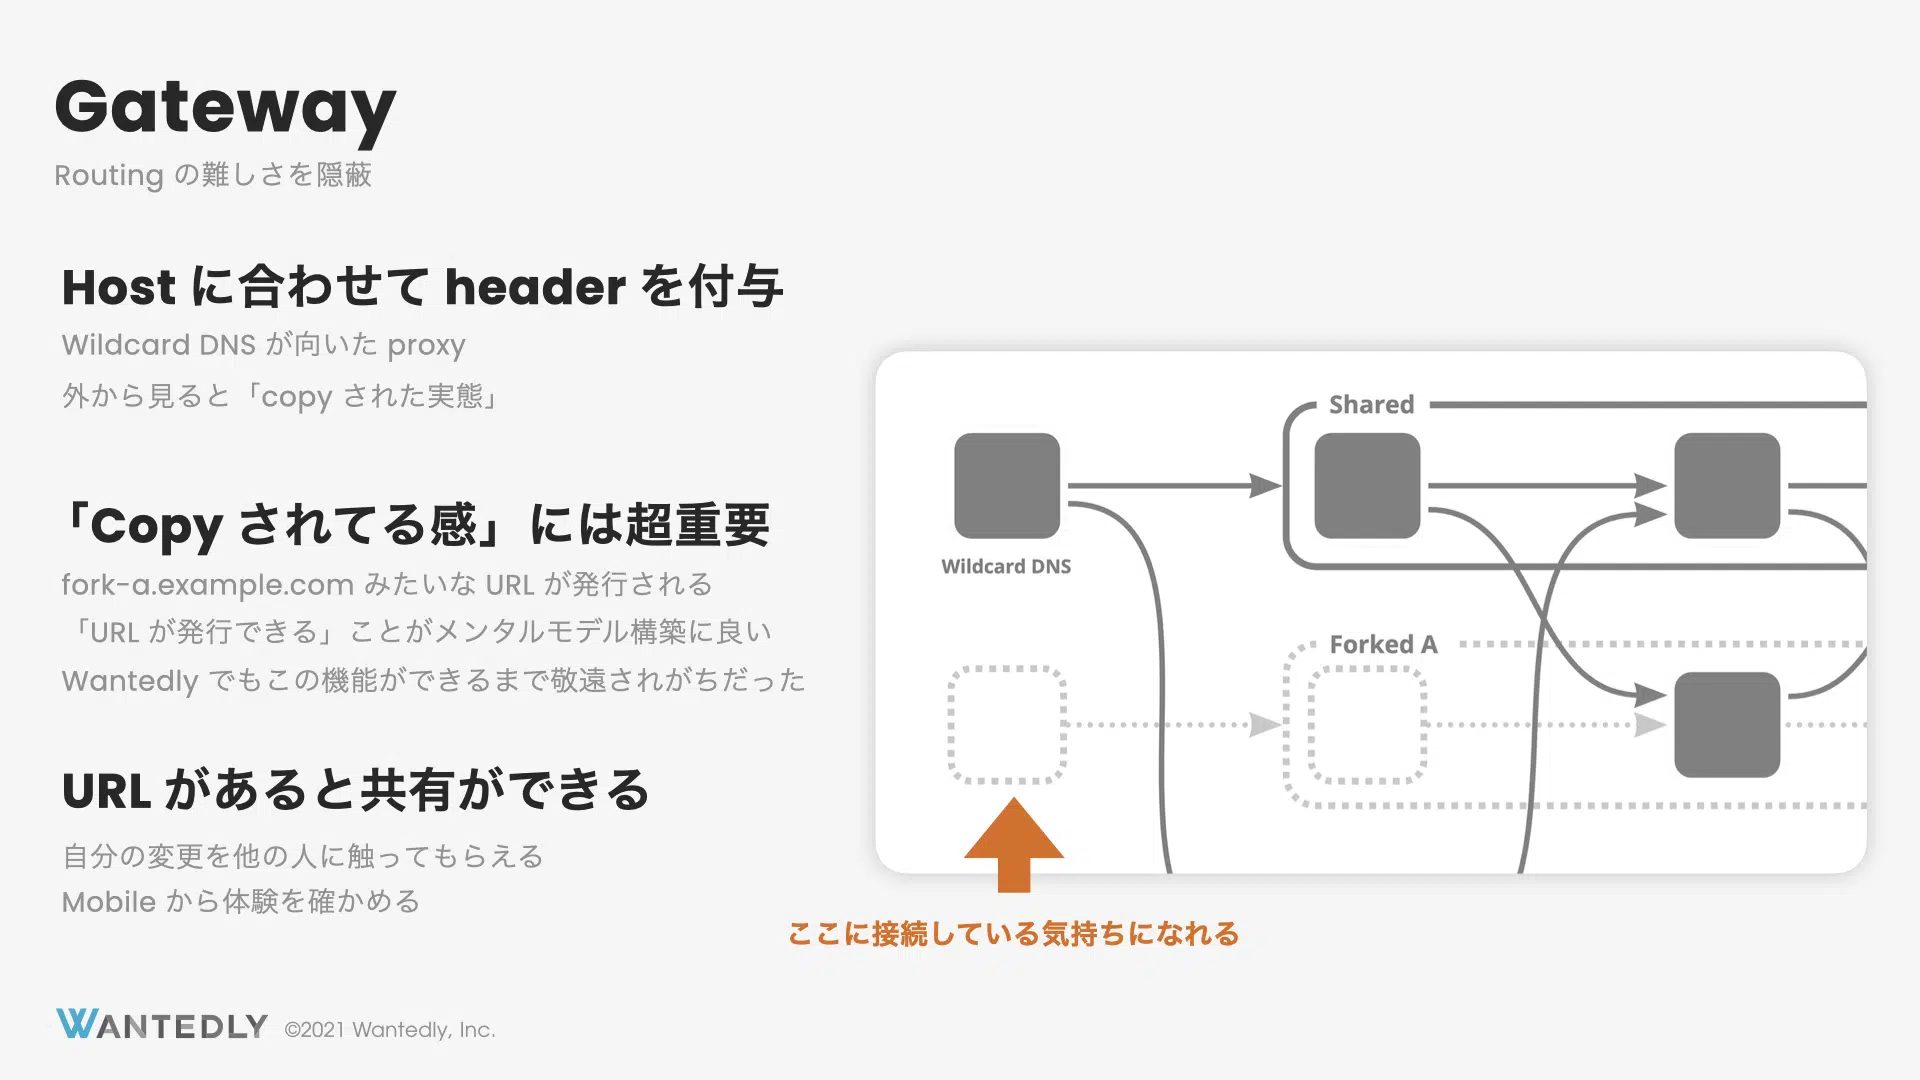 Gateway
Routing の難しさを隠蔽
Host に合わせて header を付与
Wildcard DNS が向いた proxy
外から見ると「copy された実態」
「Copy されてる感」には超重要
fork-a.example.com みたいな URL が発行される
「URL が発行できる」ことがメンタルモデル構築に良い
Wantedly でもこの機能ができるまで敬遠されがちだった
URL があると共有ができる
自分の変更を他の人に触ってもらえる
Mobile から体験を確かめる
Shared
Wildcard DNS
Forked A
ここに接続している気持ちになれる
WANTEDLY ©2021 Wantedly, Inc.